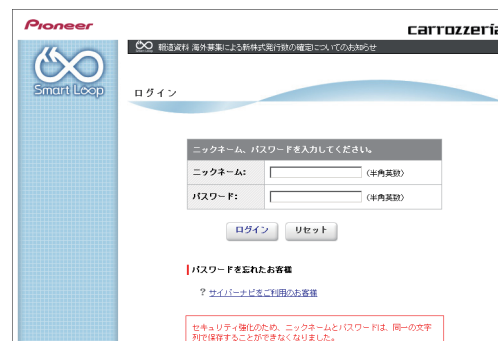 Pioneer
carrozzeria
報道資料 海外募集による新株式発行数の確定についてのお知らせ
Smart Loop
ログイン
ニックネーム、パスワードを入力してください。
ニックネーム: (半角英数)
パスワード: (半角英数)
ログイン リセット
パスワードを忘れたお客様
? サイバーナビをご利用のお客様
セキュリティ強化のため、ニックネームとパスワードは、同一の文字
列で保存することができなくなりました。